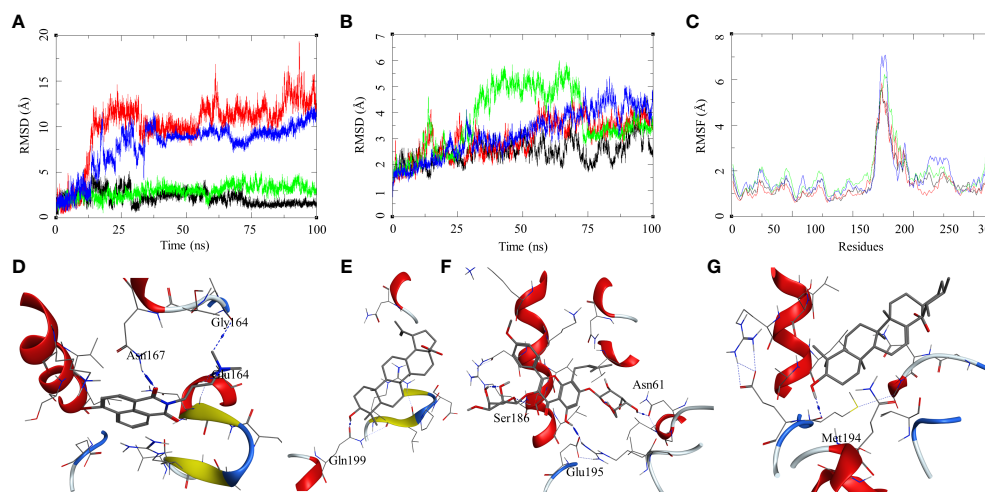 A
B
C
20
15
10
5
0
RMSD (Å)
0 25 50 75 100
Time (ns)
7
6
5
4
3
2
1
0
RMSD (Å)
0 25 50 75 100
Time (ns)
8
6
4
2
0
RMSF (Å)
0 50 100 150 200 250
Residues
D
E
F
G
Gly164
Asn167
Glu164
Gln199
Ser186
Asn61
Glu195
Met194